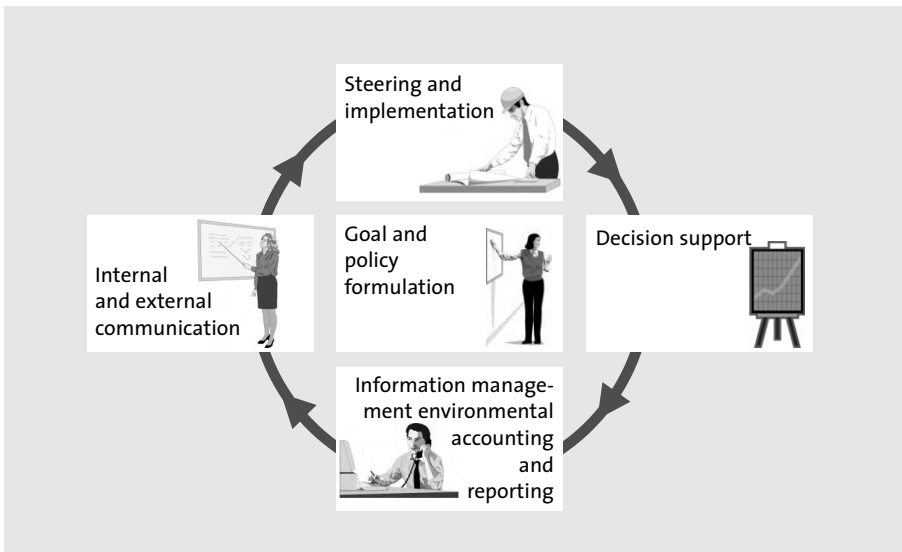 Steering and
implementation
Internal
and external
communication
Goal and
policy
formulation
Decision support
Information manage-
ment environmental
accounting
and
reporting